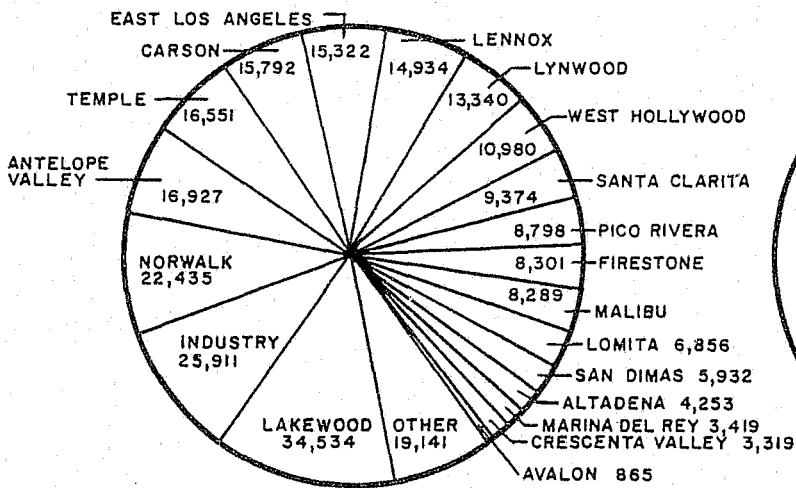 EAST LOS ANGELES
15,322
CARSON
15,792
TEMPLE
16,551
ANTELOPE
VALLEY
16,927
NORWALK
22,435
INDUSTRY
25,911
LAKEWOOD
34,534
OTHER
19,141
LENNOX
14,934
LYNWOOD
13,340
WEST HOLLYWOOD
10,980
SANTA CLARITA
9,374
8,798 PICO RIVERA
8,301 FIRESTONE
8,289
MALIBU
LOMITA 6,856
SAN DIMAS 5,932
ALTADENA 4,253
MARINA DEL REY 3,419
CRESCENTA VALLEY 3,319
AVALON 865